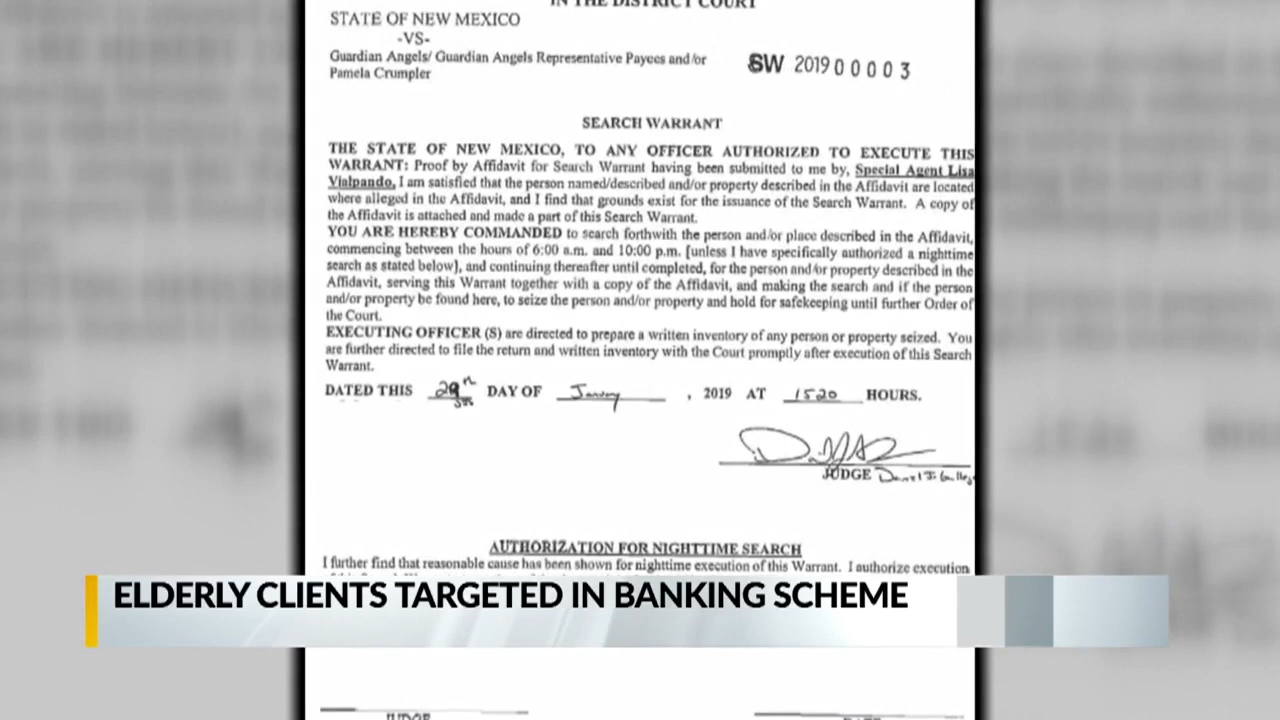 IN THE DISTRICT COURT
STATE OF NEW MEXICO
-VS-
Guardian Angels/ Guardian Angels Representative Payees and/or
Pamela Crumpler
SW 201900003
SEARCH WARRANT
THE STATE OF NEW MEXICO, TO ANY OFFICER AUTHORIZED TO EXECUTE THIS
WARRANT: Proof by Affidavit for Search Warrant having been submitted to me by, Special Agent Lisa
Vialpando, I am satisfied that the person named/described and/or property described in the Affidavit are located
where alleged in the Affidavit, and I find that grounds exist for the issuance of the Search Warrant. A copy of
the Affidavit is attached and made a part of this Search Warrant.
YOU ARE HEREBY COMMANDED to search forthwith the person and/or place described in the Affidavit,
commencing between the hours of 6:00 a.m. and 10:00 p.m. [unless I have specifically authorized a nighttime
search as stated below], and continuing thereafter until completed, for the person and/or property described in the
Affidavit, serving this Warrant together with a copy of the Affidavit, and making the search and if the person
and/or property be found here, to seize the person and/or property and hold for safekeeping until further Order of
the Court.
EXECUTING OFFICER (S) are directed to prepare a written inventory of any person or property seized. You
are further directed to file the return and written inventory with the Court promptly after execution of this Search
Warrant.
DATED THIS 29th DAY OF January, 2019 AT 1520 HOURS.
JUDGE
AUTHORIZATION FOR NIGHTTIME SEARCH
I further find that reasonable cause has been shown for nighttime execution of this Warrant. I authorize execution
ELDERLY CLIENTS TARGETED IN BANKING SCHEME
JUDGE
DATE